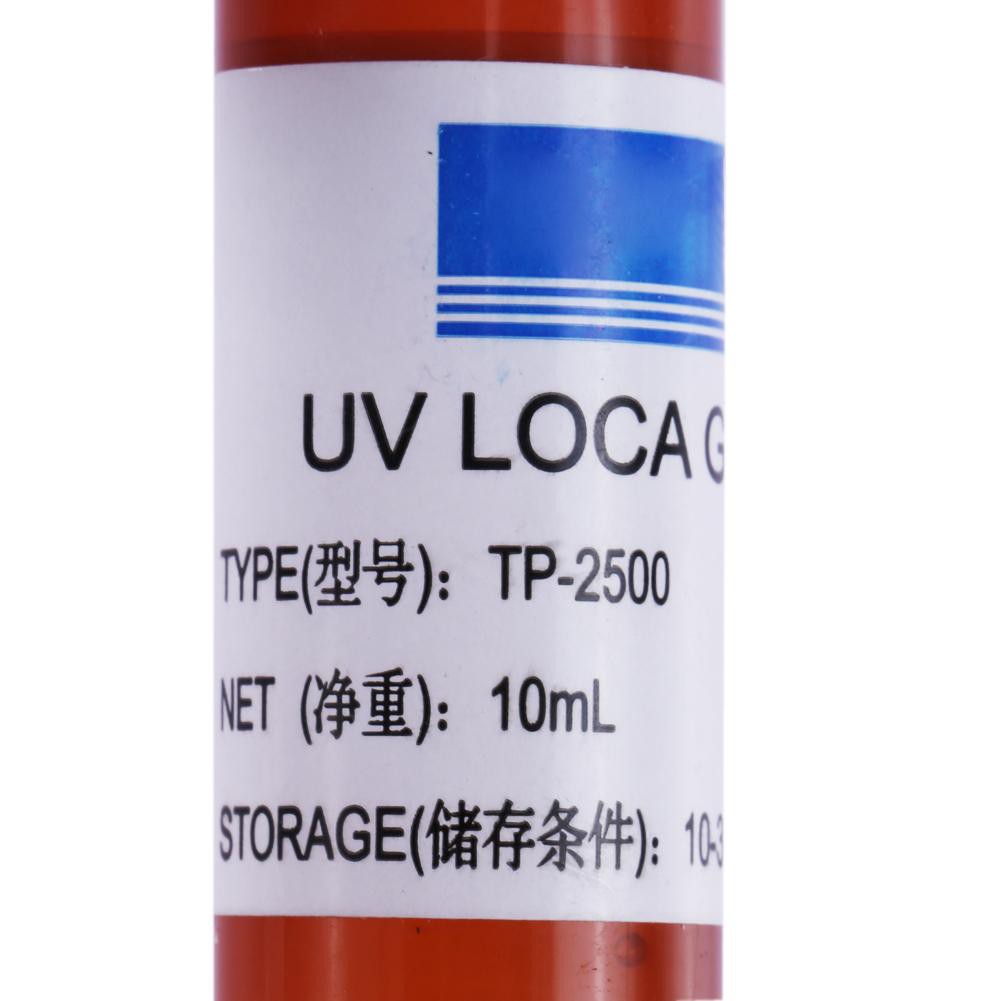 UV LOCA G
TYPE(型号)： TP-2500
NET (净重)： 10mL
STORAGE(储存条件)： 10-3